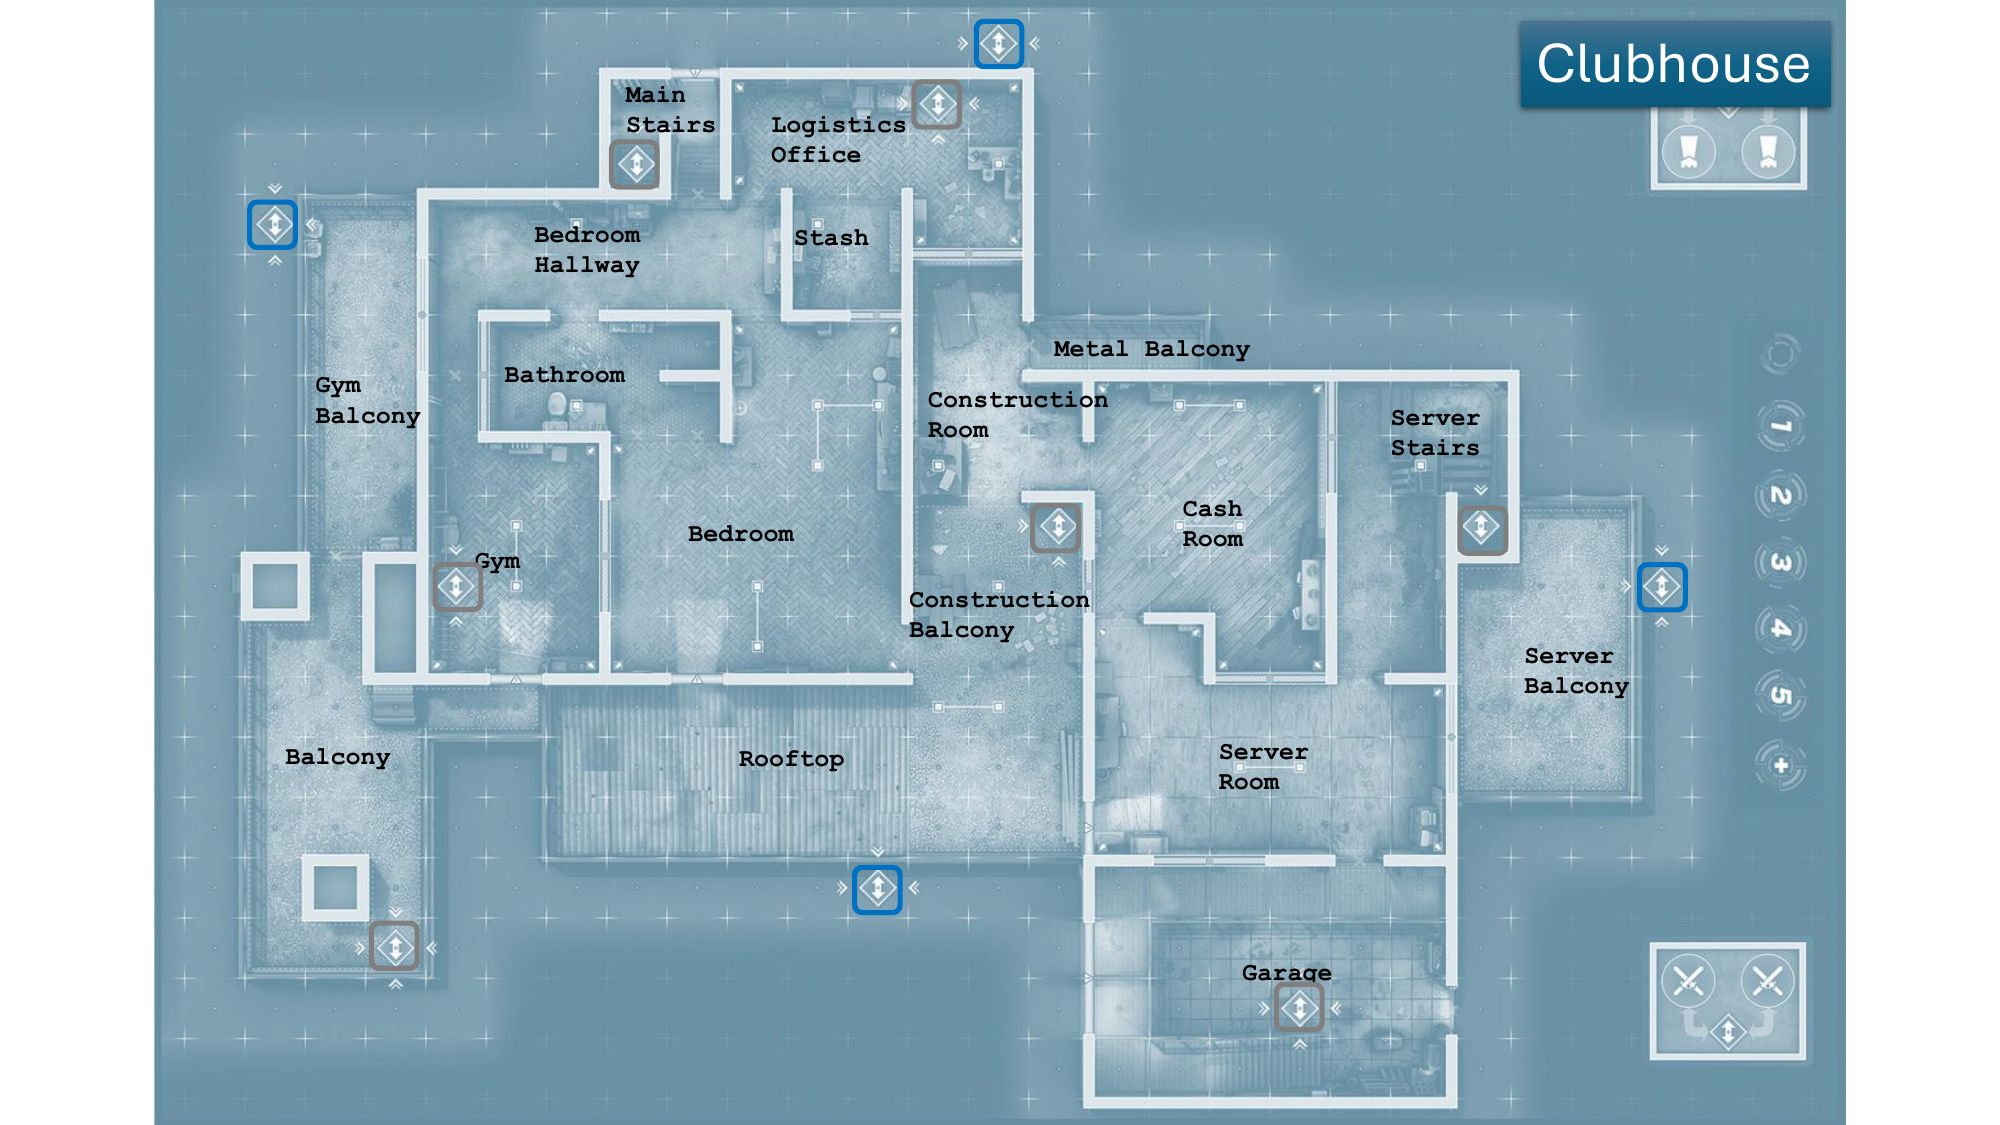 Clubhouse
Main
Stairs
Logistics
Office
Bedroom
Hallway
Stash
Metal Balcony
Gym
Balcony
Bathroom
Construction
Room
Server
Stairs
Cash
Room
Bedroom
Gym
Construction
Balcony
Server
Balcony
Balcony
Rooftop
Server
Room
Garage
1
2
3
4
5
+